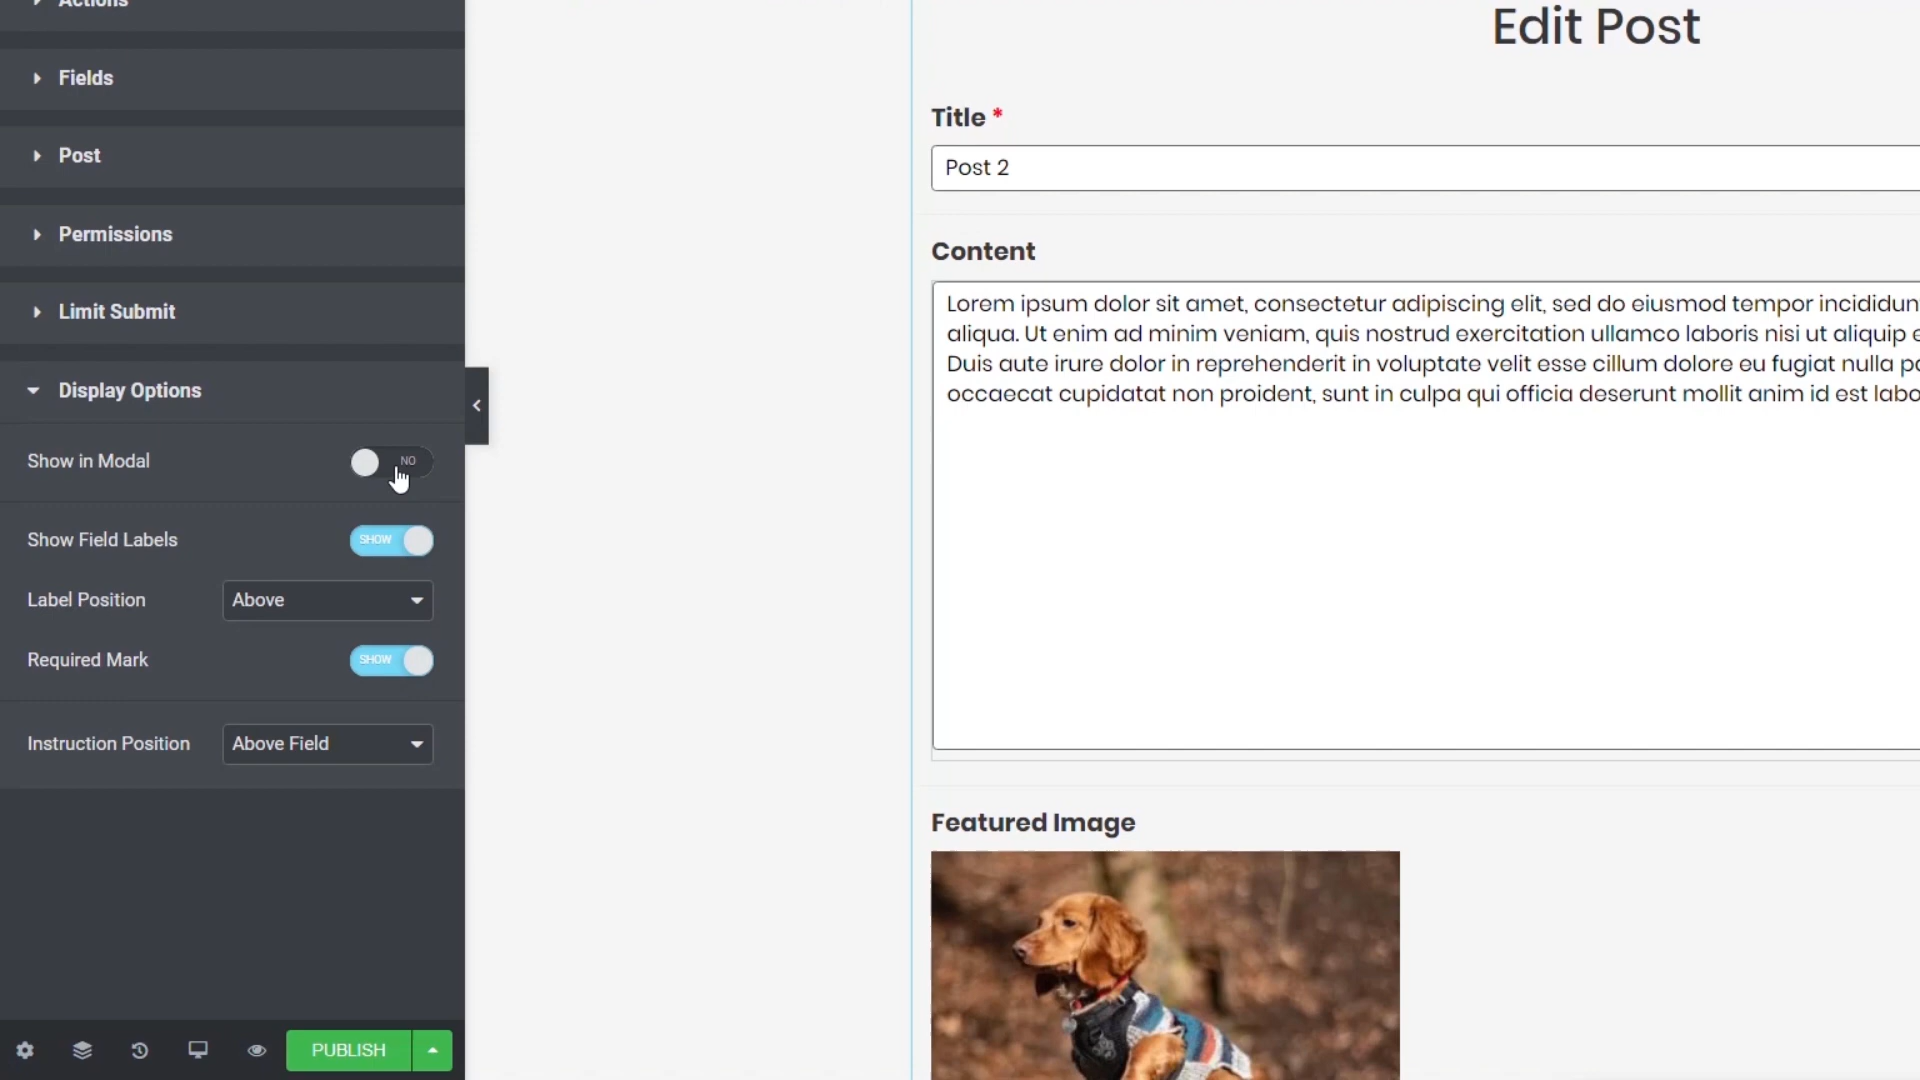 Actions
Fields
Post
Permissions
Limit Submit
Display Options
Show in Modal
NO
Show Field Labels
SHOW
Label Position
Above
Required Mark
SHOW
Instruction Position
Above Field
PUBLISH
Edit Post
Title *
Post 2
Content
Lorem ipsum dolor sit amet, consectetur adipiscing elit, sed do eiusmod tempor incididun
aliqua. Ut enim ad minim veniam, quis nostrud exercitation ullamco laboris nisi ut aliquip e
Duis aute irure dolor in reprehenderit in voluptate velit esse cillum dolore eu fugiat nulla pa
occaecat cupidatat non proident, sunt in culpa qui officia deserunt mollit anim id est labo
Featured Image